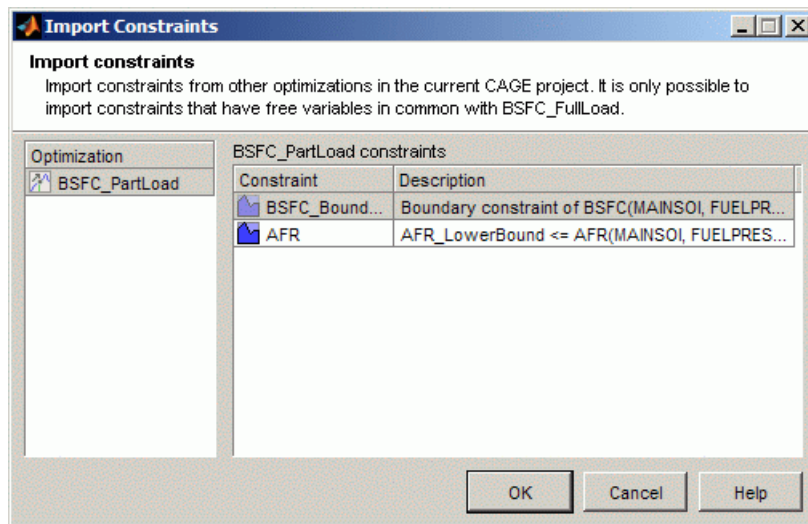 Import Constraints
Import constraints
Import constraints from other optimizations in the current CAGE project. It is only possible to
import constraints that have free variables in common with BSFC_FullLoad.
Optimization
BSFC_PartLoad
BSFC_PartLoad constraints
Constraint Description
BSFC_Bound... Boundary constraint of BSFC(MAINSOI, FUELPR...
AFR AFR_LowerBound <= AFR(MAINSOI, FUELPRES...
OK Cancel Help